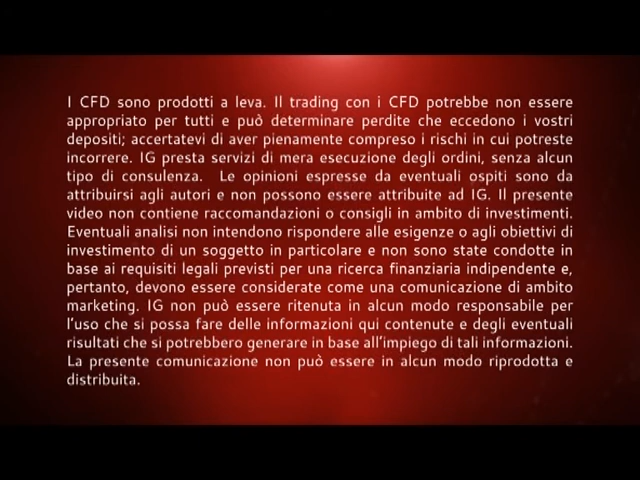 I CFD sono prodotti a leva. Il trading con i CFD potrebbe non essere
appropriato per tutti e può determinare perdite che eccedono i vostri
depositi; accertatevi di aver pienamente compreso i rischi in cui potreste
incorrere. IG presta servizi di mera esecuzione degli ordini, senza alcun
tipo di consulenza.  Le opinioni espresse da eventuali ospiti sono da
attribuirsi agli autori e non possono essere attribuite ad IG. Il presente
video non contiene raccomandazioni o consigli in ambito di investimenti.
Eventuali analisi non intendono rispondere alle esigenze o agli obiettivi di
investimento di un soggetto in particolare e non sono state condotte in
base ai requisiti legali previsti per una ricerca finanziaria indipendente e,
pertanto, devono essere considerate come una comunicazione di ambito
marketing. IG non può essere ritenuta in alcun modo responsabile per
l'uso che si possa fare delle informazioni qui contenute e degli eventuali
risultati che si potrebbero generare in base all'impiego di tali informazioni.
La presente comunicazione non può essere in alcun modo riprodotta e
distribuita.